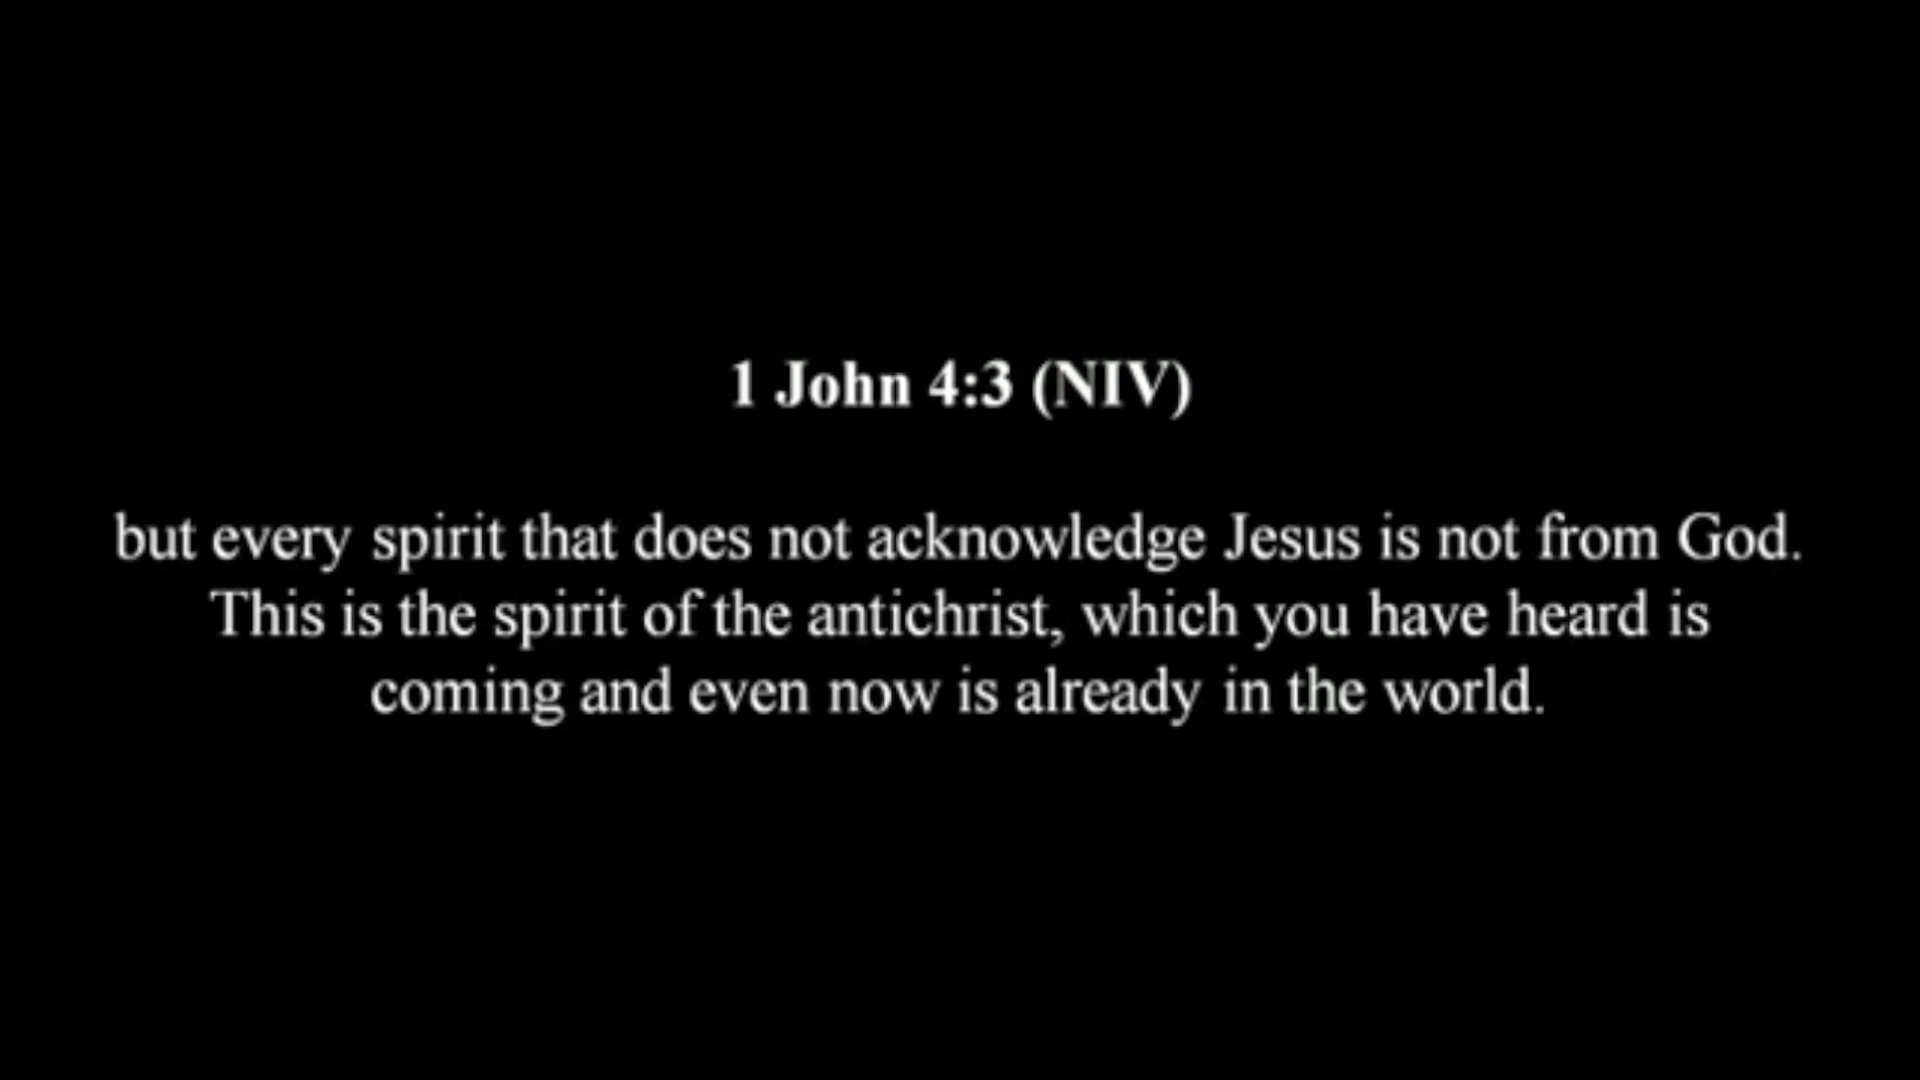 1 John 4:3 (NIV)
but every spirit that does not acknowledge Jesus is not from God.
This is the spirit of the antichrist, which you have heard is
coming and even now is already in the world.